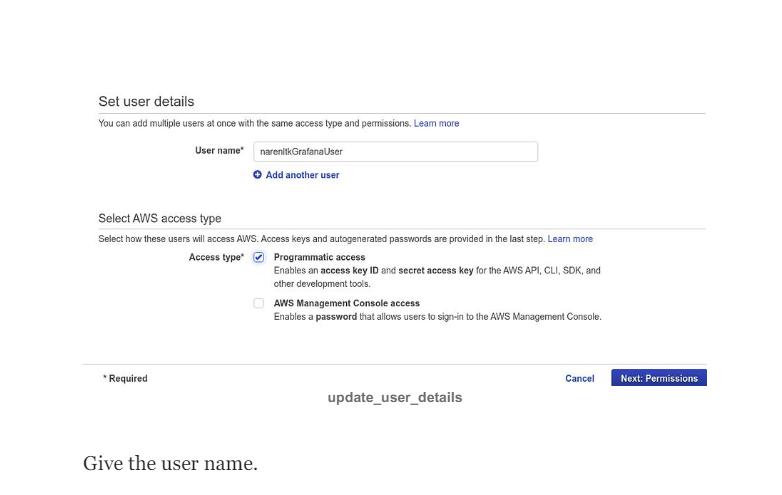 Set user details
You can add multiple users at once with the same access type and permissions. Learn more
User name* narenltkGrafanaUser
Add another user
Select AWS access type
Select how these users will access AWS. Access keys and autogenerated passwords are provided in the last step. Learn more
Access type* Programmatic access
Enables an access key ID and secret access key for the AWS API, CLI, SDK, and
other development tools.
AWS Management Console access
Enables a password that allows users to sign-in to the AWS Management Console.
* Required Cancel Next: Permissions
update_user_details
Give the user name.